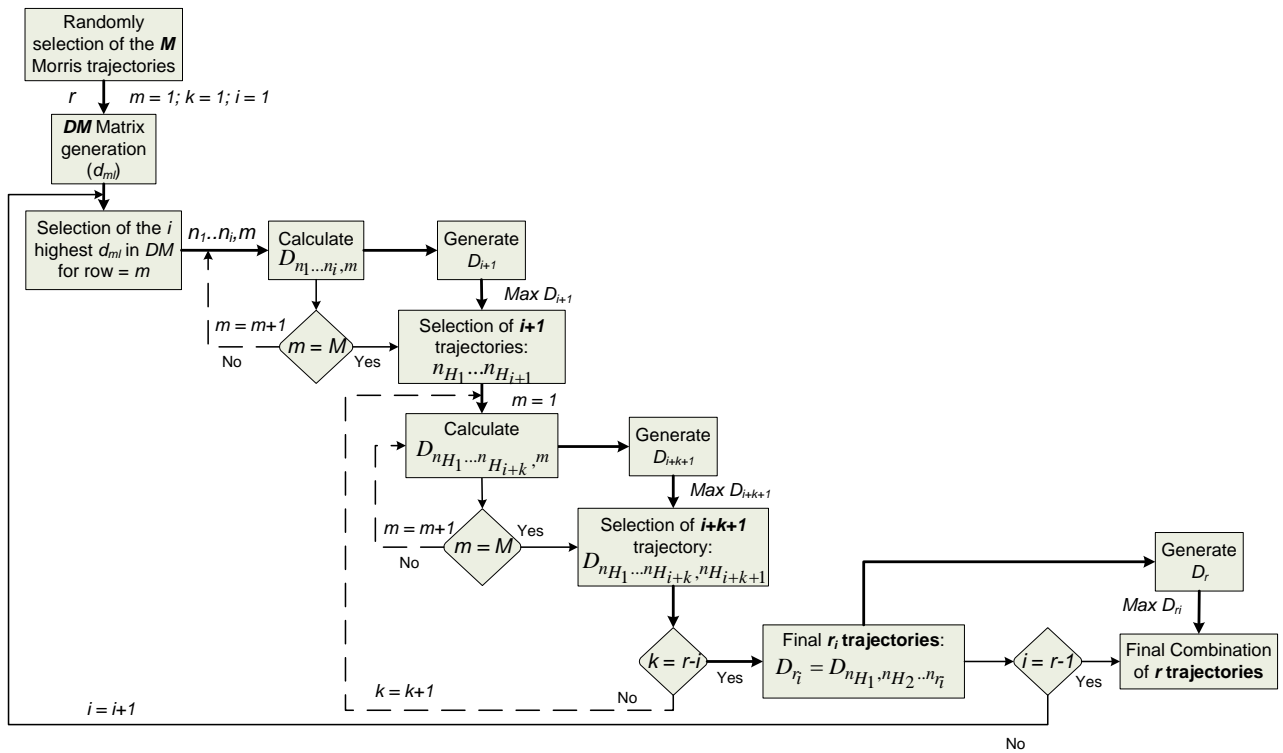 Randomly
selection of the M
Morris trajectories
r
m = 1; k = 1; i = 1
DM Matrix
generation
(dml)
Selection of the i
highest dml in DM
for row = m
n1..ni,m
Calculate
Dn1...ni,m
Generate
Di+1
Max Di+1
m = m+1
No
m = M
Yes
Selection of i+1
trajectories:
nH1...nHi+1
m = 1
Calculate
DnH1...nHi+k,m
Generate
Di+k+1
Max Di+k+1
m = m+1
No
m = M
Yes
Selection of i+k+1
trajectory:
DnH1...nHi+k,nHi+k+1
k = r-i
Yes
No
k = k+1
Final ri trajectories:
Dri = DnH1,nH2..nri
Generate
Dr
Max Dri
i = r-1
Yes
Final Combination
of r trajectories
No
i = i+1